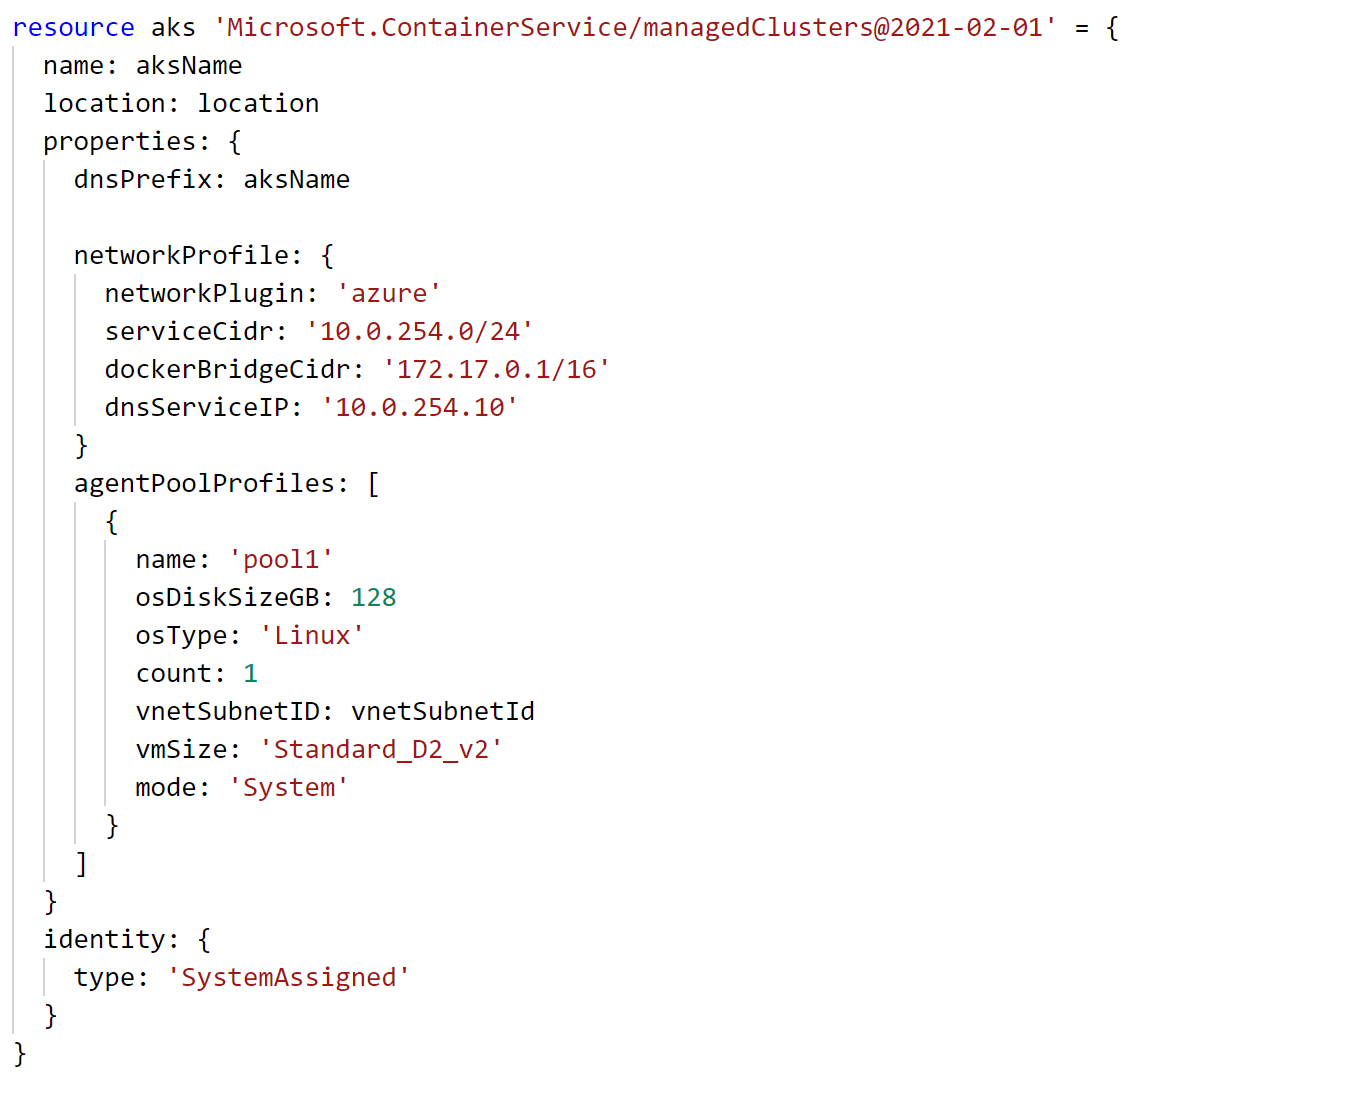 resource aks 'Microsoft.ContainerService/managedClusters@2021-02-01' = {
  name: aksName
  location: location
  properties: {
    dnsPrefix: aksName

    networkProfile: {
      networkPlugin: 'azure'
      serviceCidr: '10.0.254.0/24'
      dockerBridgeCidr: '172.17.0.1/16'
      dnsServiceIP: '10.0.254.10'
    }
    agentPoolProfiles: [
      {
        name: 'pool1'
        osDiskSizeGB: 128
        osType: 'Linux'
        count: 1
        vnetSubnetID: vnetSubnetId
        vmSize: 'Standard_D2_v2'
        mode: 'System'
      }
    ]
  }
  identity: {
    type: 'SystemAssigned'
  }
}